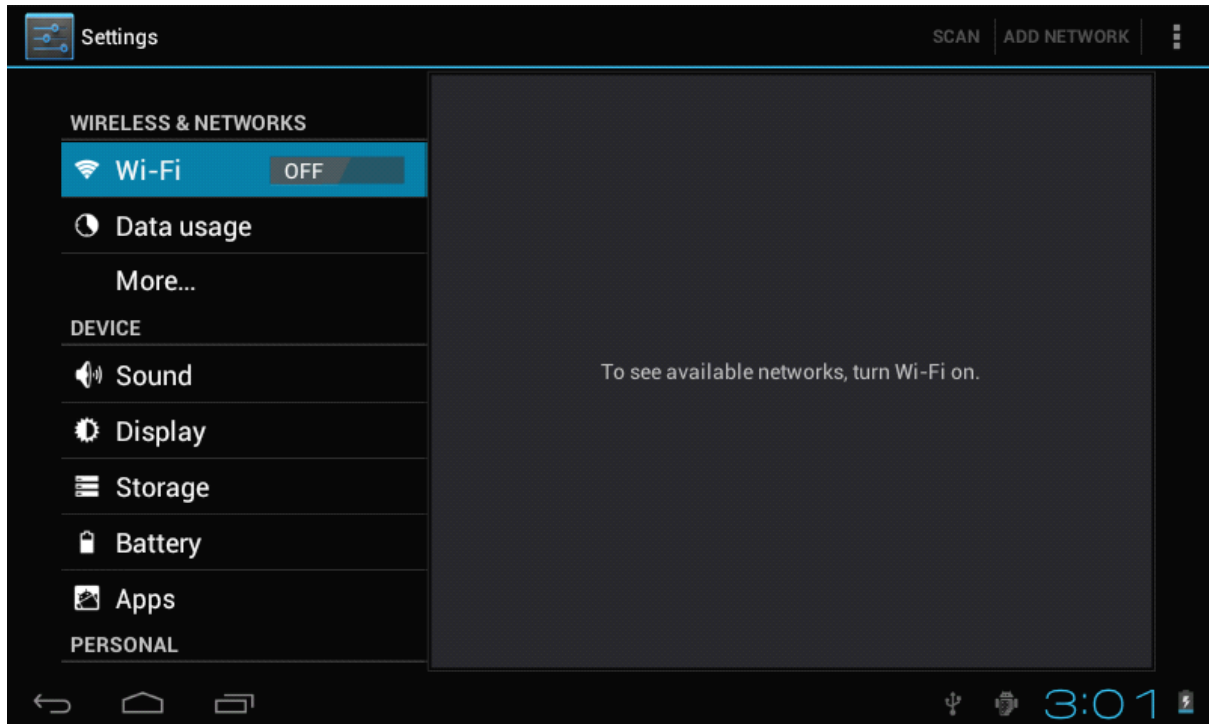 Settings
SCAN
ADD NETWORK
WIRELESS & NETWORKS
Wi-Fi OFF
Data usage
More...
DEVICE
Sound
Display
Storage
Battery
Apps
PERSONAL
To see available networks, turn Wi-Fi on.
3:01